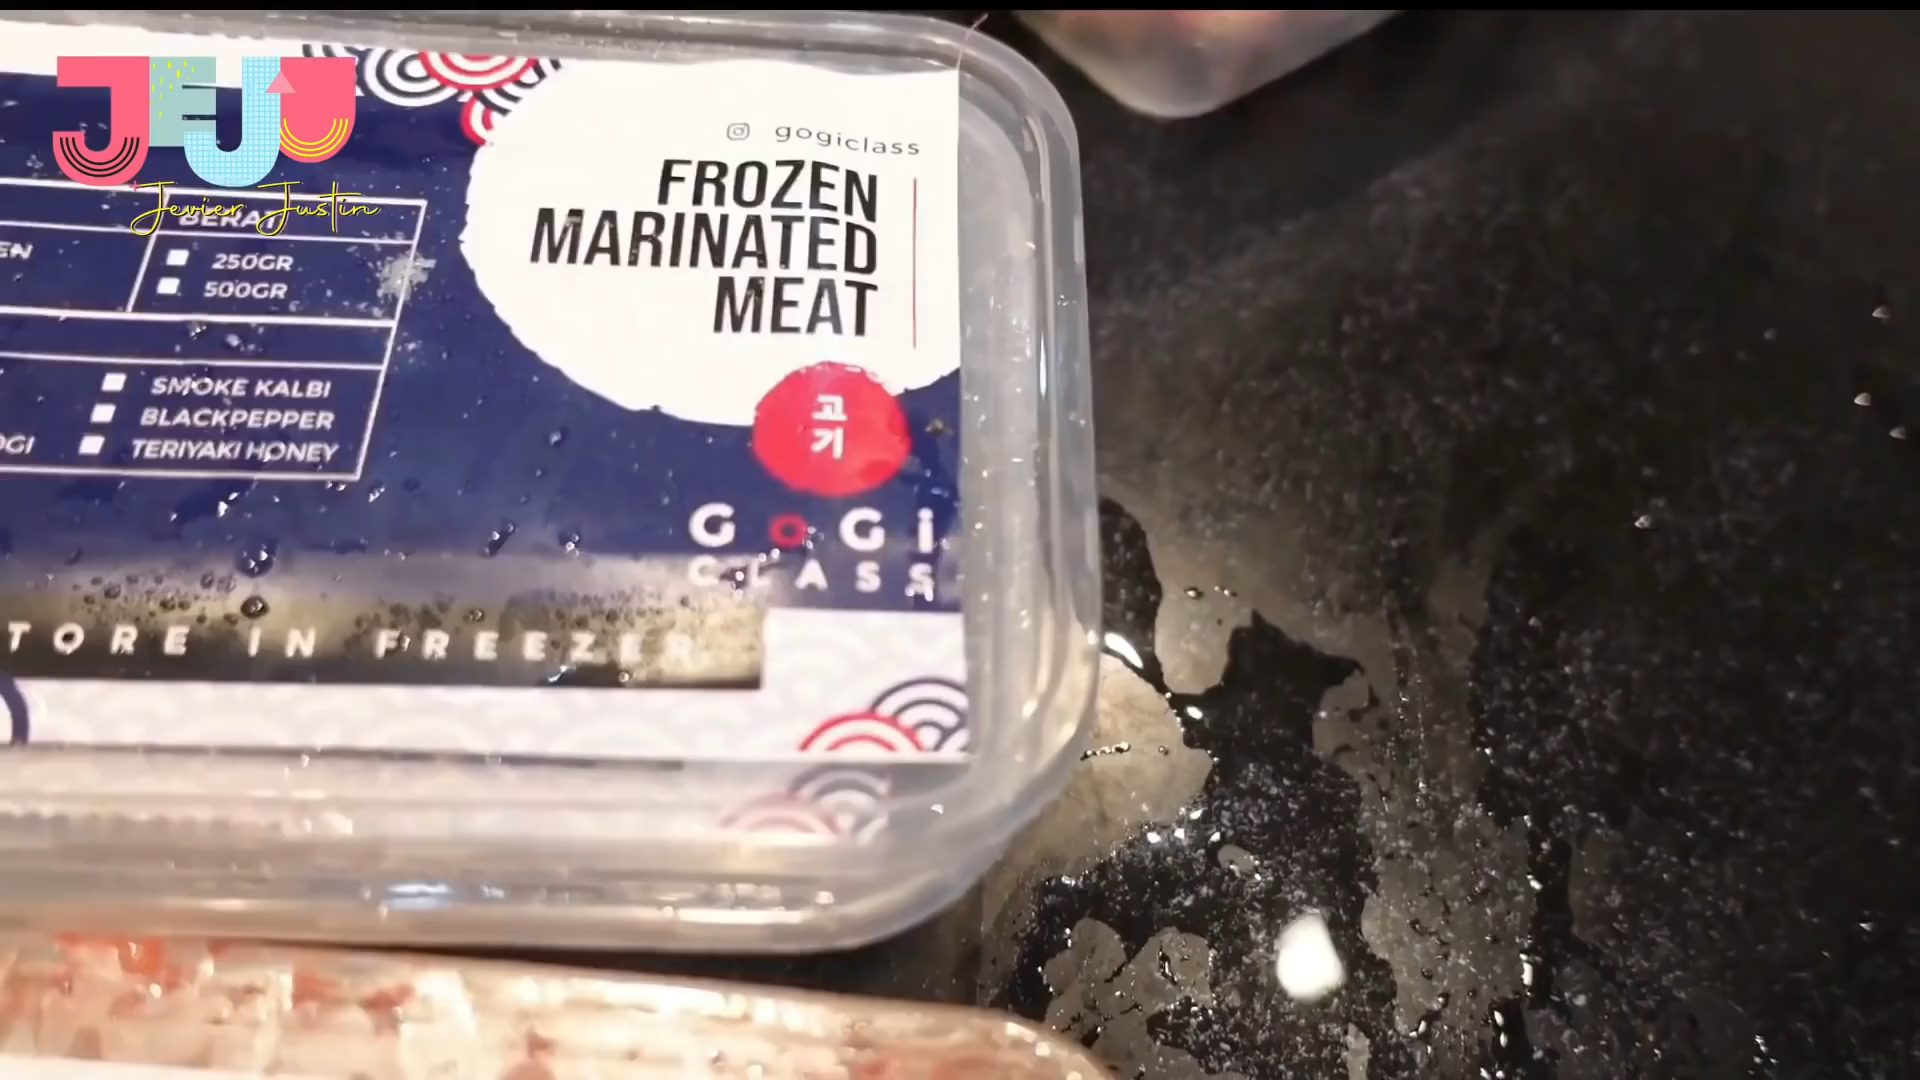 JEJU
Jevier Justin
gogiclass
FROZEN
MARINATED
MEAT
BERAT
250GR
500GR
SMOKE KALBI
BLACKPEPPER
TERIYAKI HONEY
고
기
GoGi
CLASS
TORE IN FREEZER